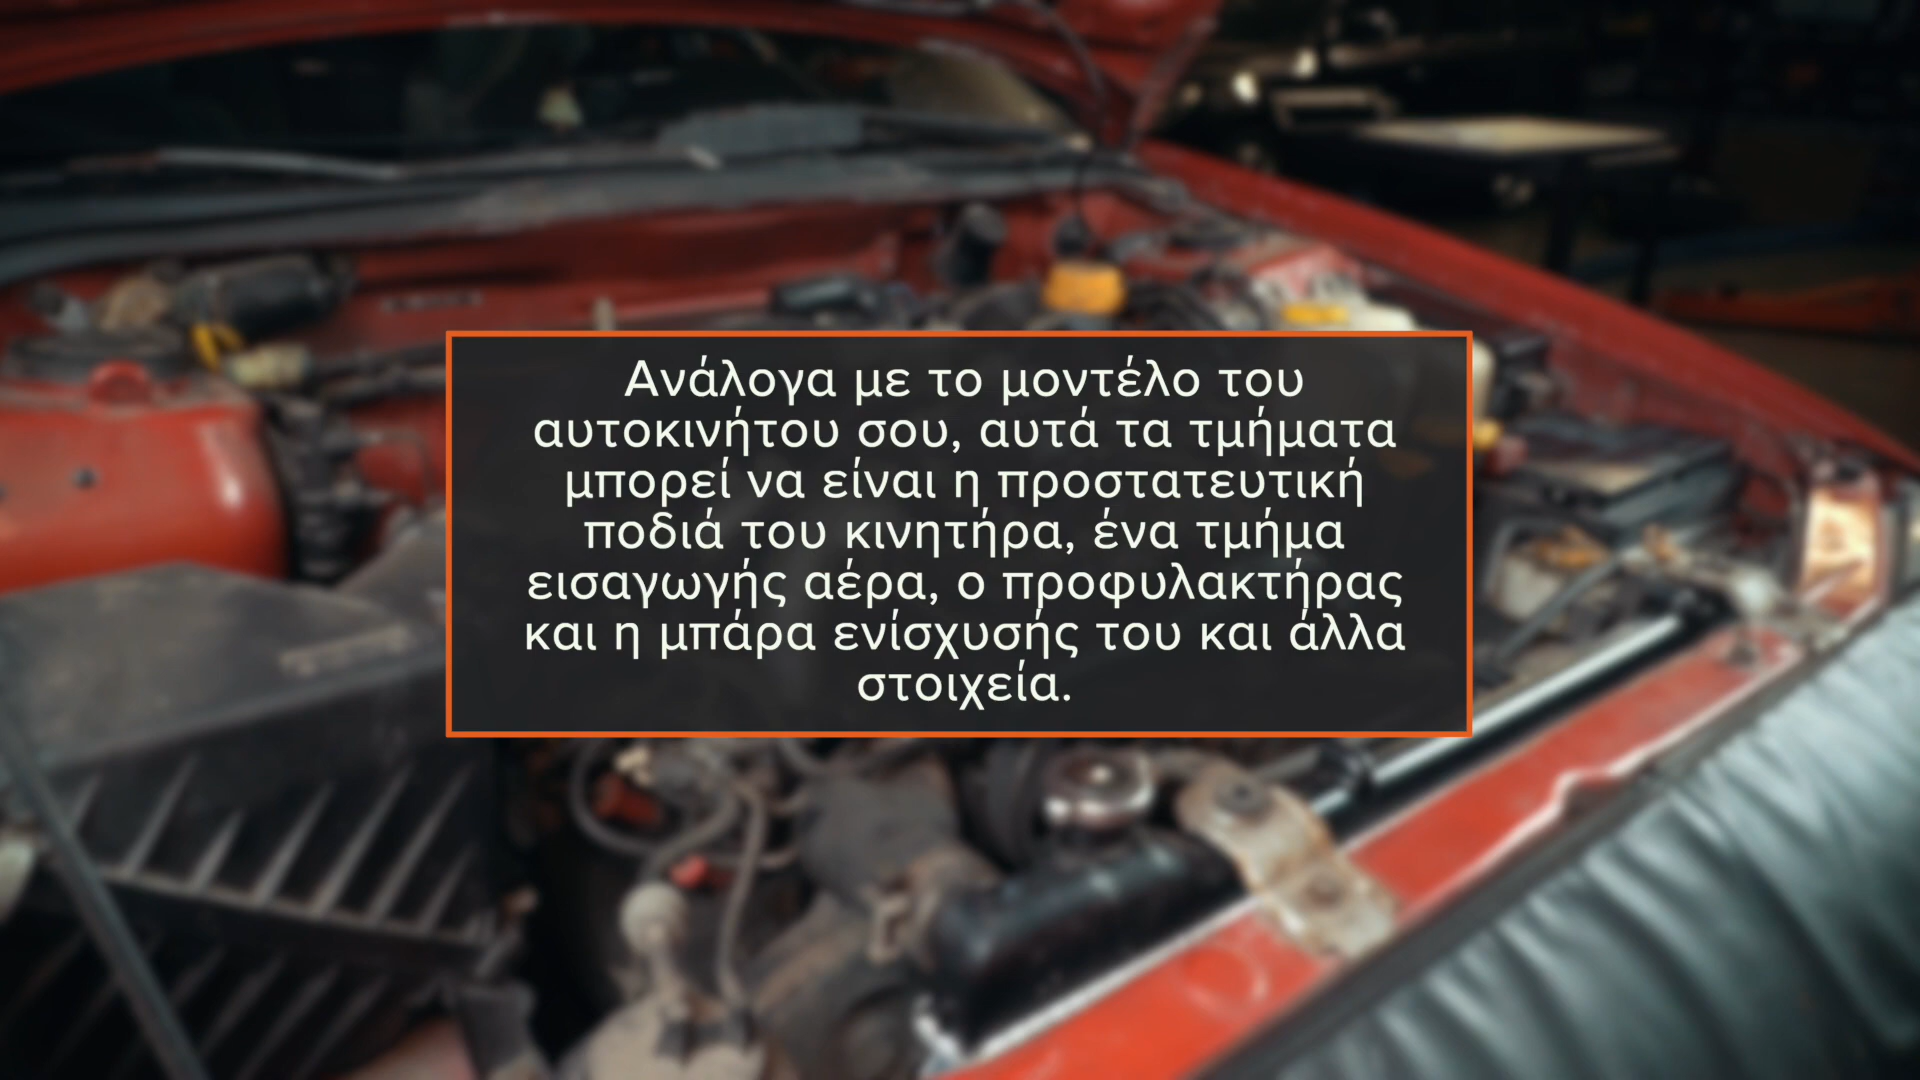 Ανάλογα με το μοντέλο του
αυτοκινήτου σου, αυτά τα τμήματα
μπορεί να είναι η προστατευτική
ποδιά του κινητήρα, ένα τμήμα
εισαγωγής αέρα, ο προφυλακτήρας
και η μπάρα ενίσχυσής του και άλλα
στοιχεία.